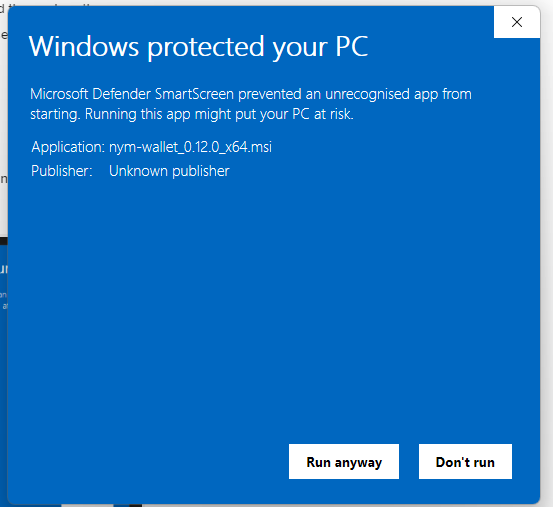 Windows protected your PC
Microsoft Defender SmartScreen prevented an unrecognised app from
starting. Running this app might put your PC at risk.
Application: nym-wallet_0.12.0_x64.msi
Publisher: Unknown publisher
Run anyway
Don't run